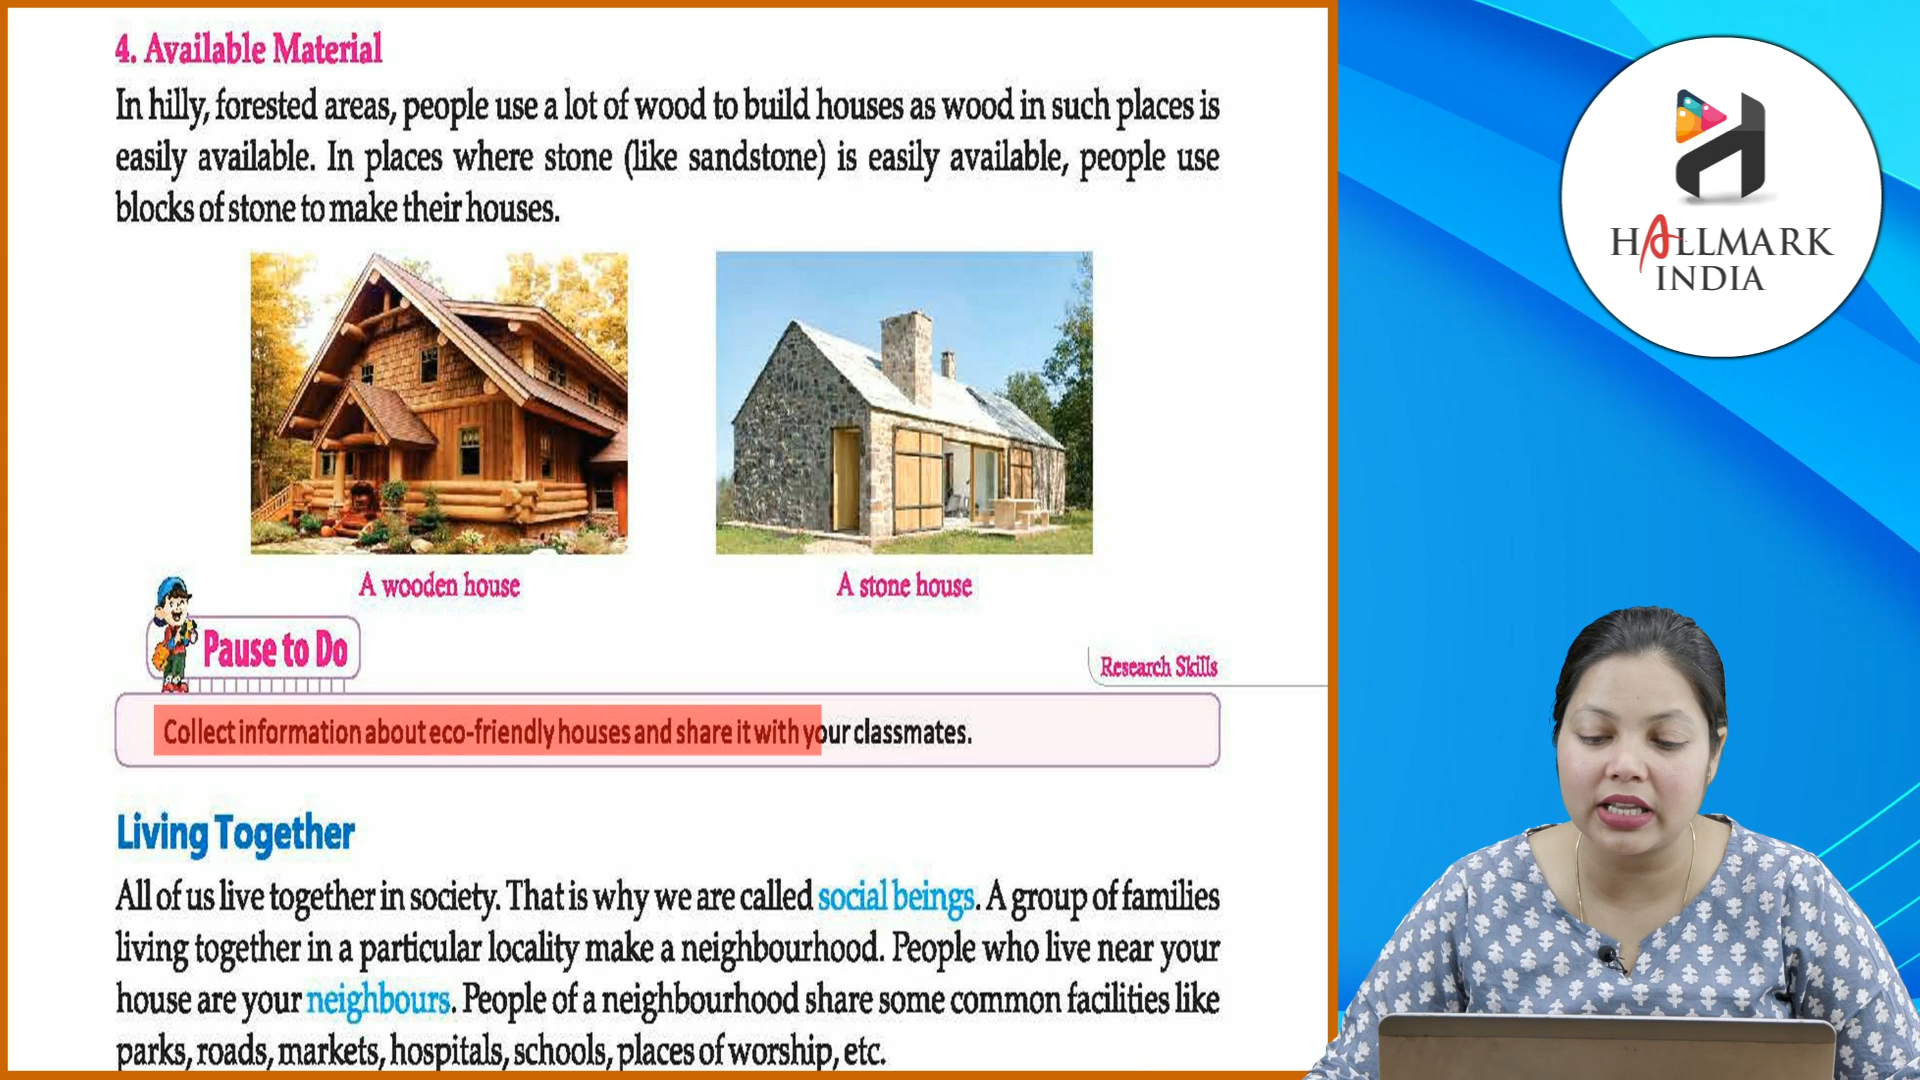 4. Available Material
In hilly, forested areas, people use a lot of wood to build houses as wood in such places is
easily available. In places where stone (like sandstone) is easily available, people use
blocks of stone to make their houses.
A wooden house
A stone house
Pause to Do
Research Skills
Collect information about eco-friendly houses and share it with your classmates.
Living Together
All of us live together in society. That is why we are called social beings. A group of families
living together in a particular locality make a neighbourhood. People who live near your
house are your neighbours. People of a neighbourhood share some common facilities like
parks, roads, markets, hospitals, schools, places of worship, etc.
HALLMARK
INDIA